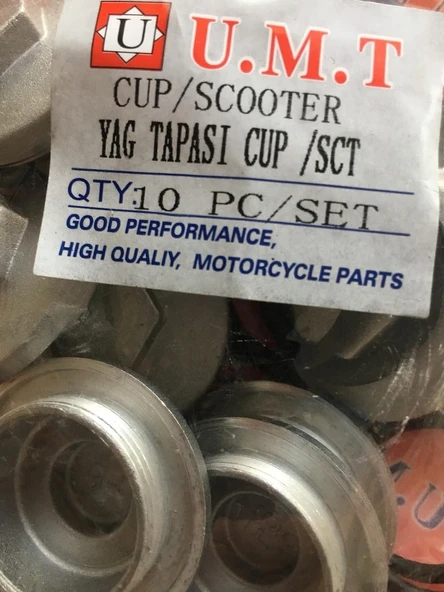 U U.M.T
CUP/SCOOTER
YAG TAPASI CUP /SCT
QTY:10 PC/SET
GOOD PERFORMANCE,
HIGH QUALIY, MOTORCYCLE PARTS
M.U